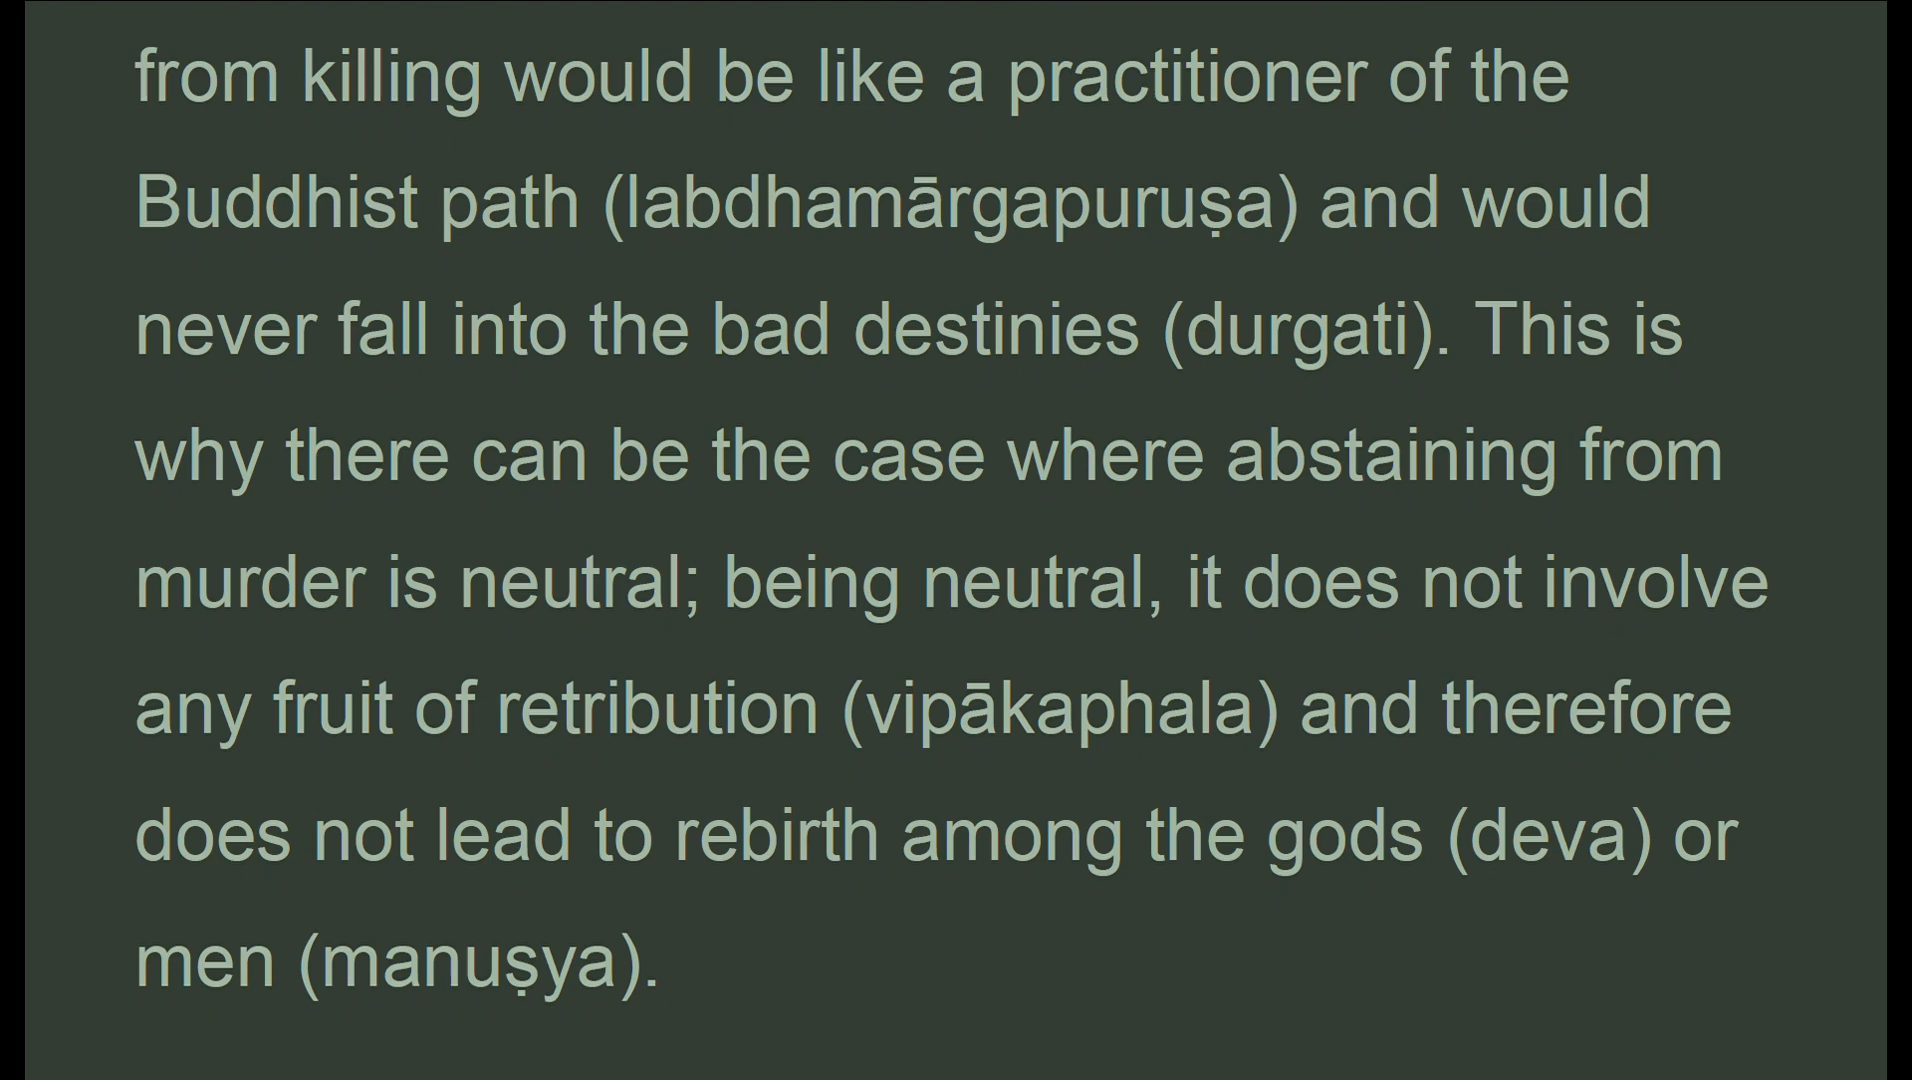 from killing would be like a practitioner of the
Buddhist path (labdhamārgapuruṣa) and would
never fall into the bad destinies (durgati). This is
why there can be the case where abstaining from
murder is neutral; being neutral, it does not involve
any fruit of retribution (vipākaphala) and therefore
does not lead to rebirth among the gods (deva) or
men (manuṣya).